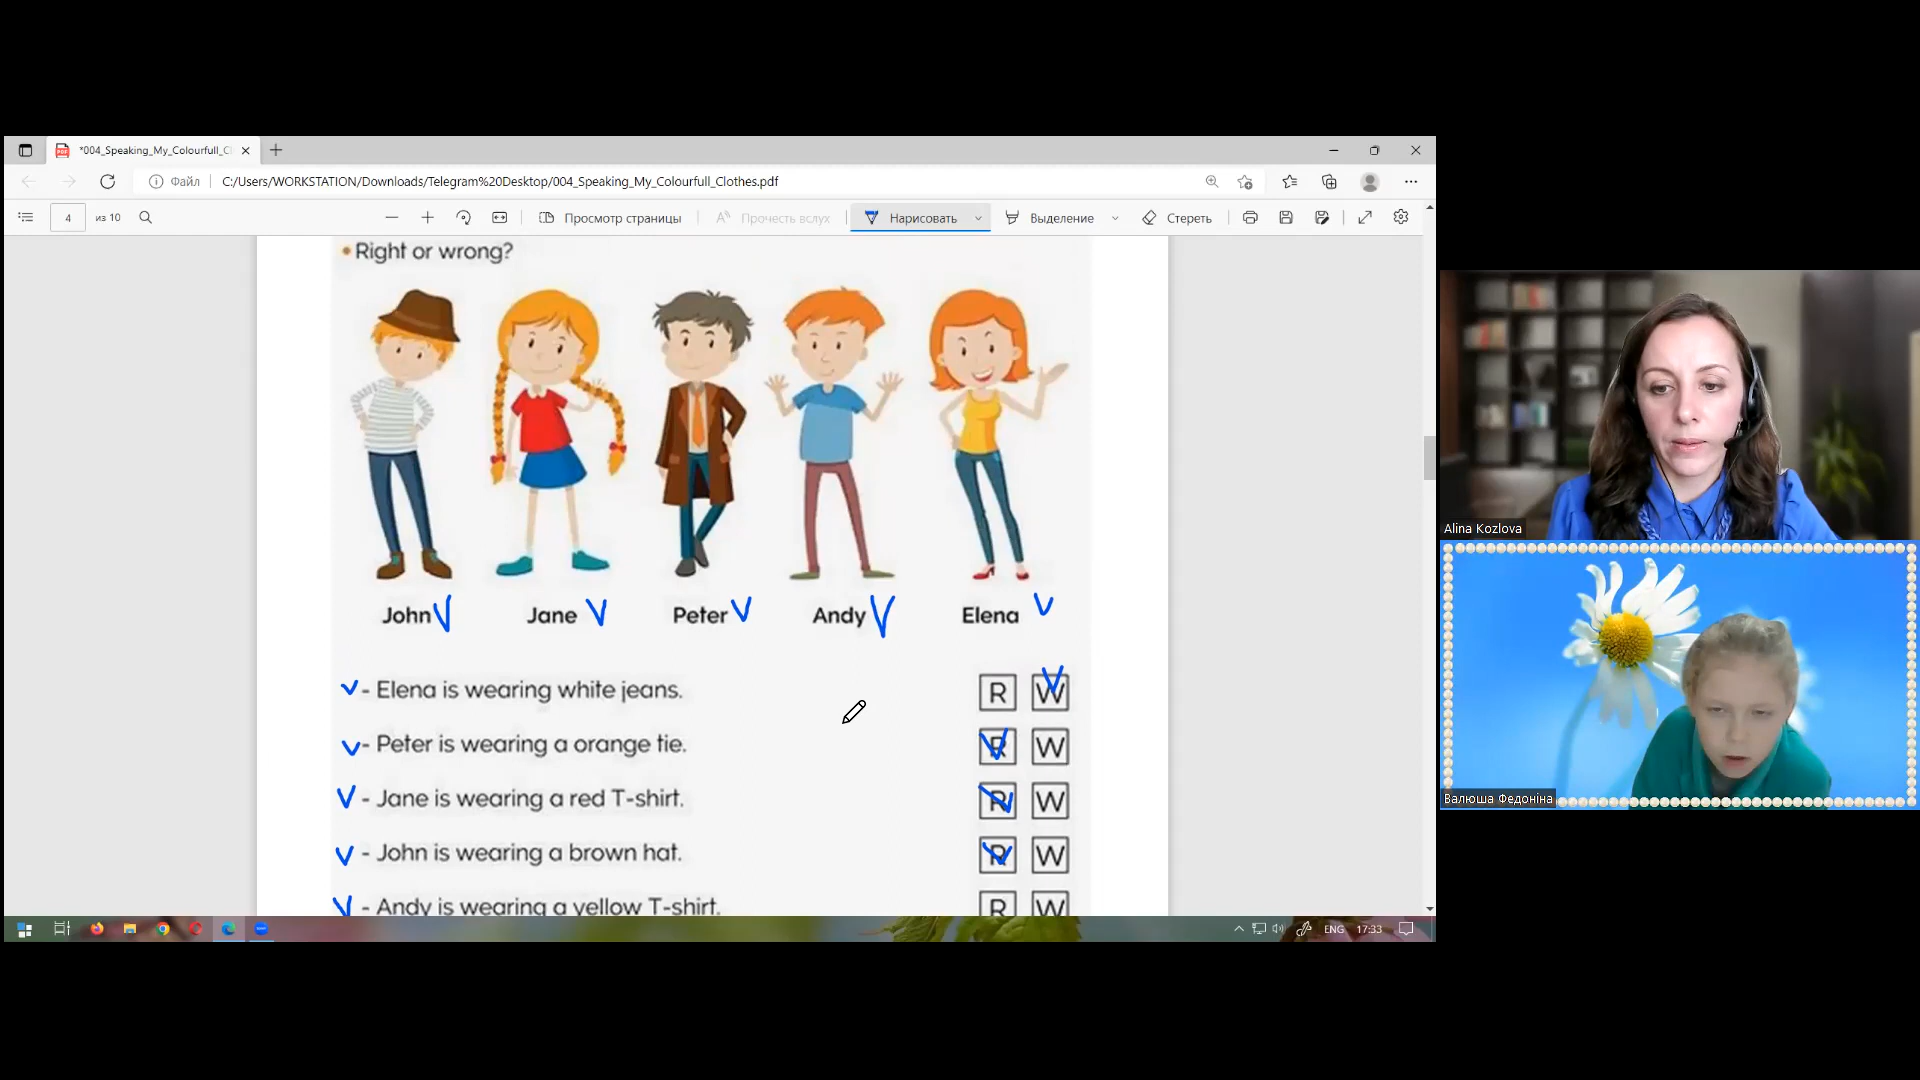 *004_Speaking_My_Colourfull_Cl
Файл
C:/Users/WORKSTATION/Downloads/Telegram%20Desktop/004_Speaking_My_Colourfull_Clothes.pdf
4 из 10
Просмотр страницы
Прочесть вслух
Нарисовать
Выделение
Стереть
• Right or wrong?
John Jane Peter Andy Elena
- Elena is wearing white jeans. R W
- Peter is wearing a orange tie. R W
- Jane is wearing a red T-shirt. R W
- John is wearing a brown hat. R W
- Andy is wearing a yellow T-shirt. R W
ENG 17:33
Alina Kozlova
Валюша Федоніна